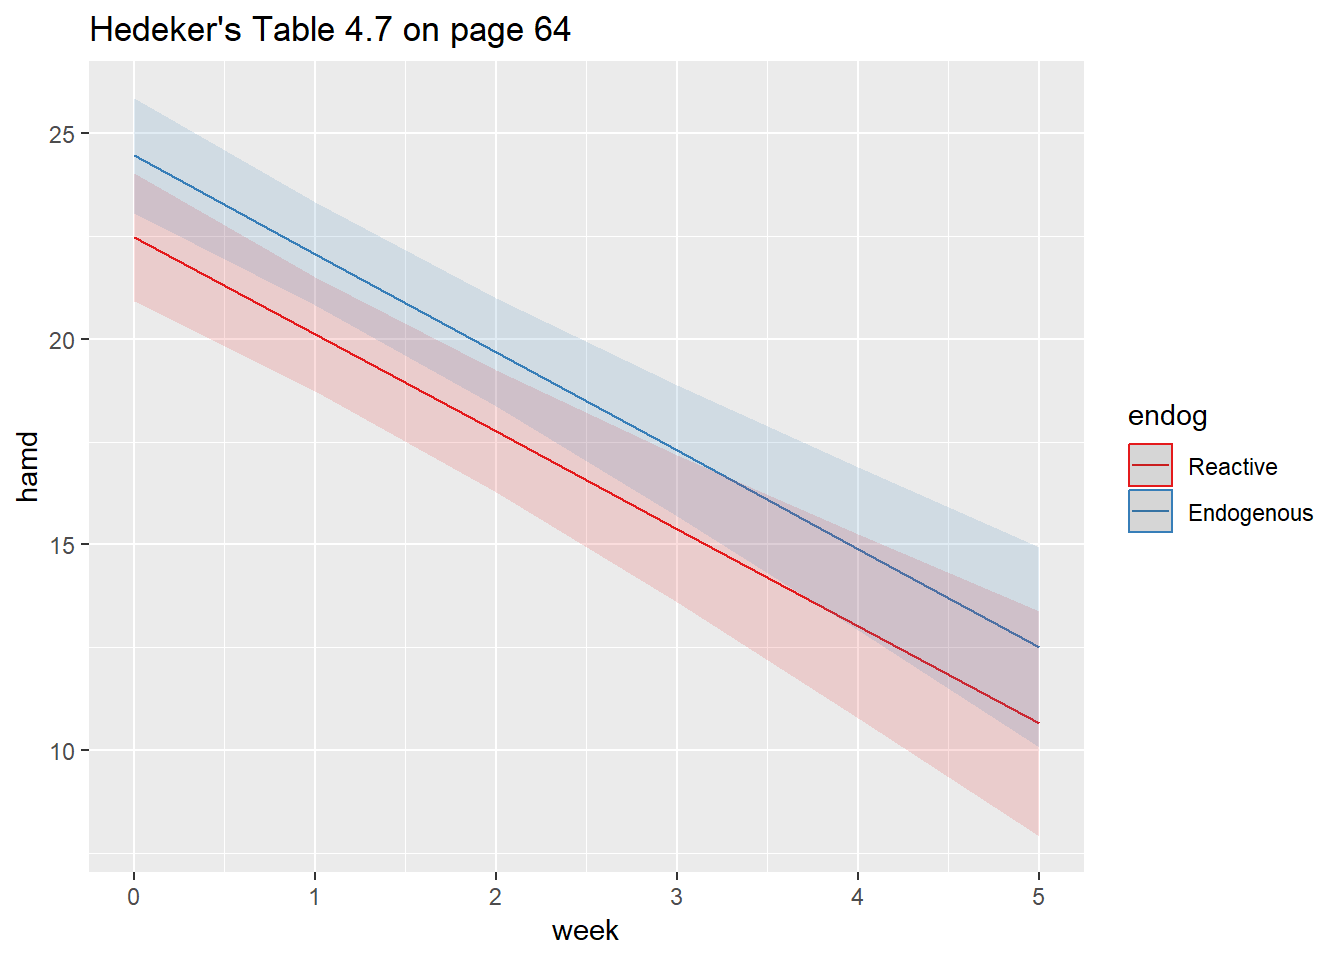 Hedeker's Table 4.7 on page 64
25
20
15
10
hamd
0 1 2 3 4 5
week
endog
Reactive
Endogenous